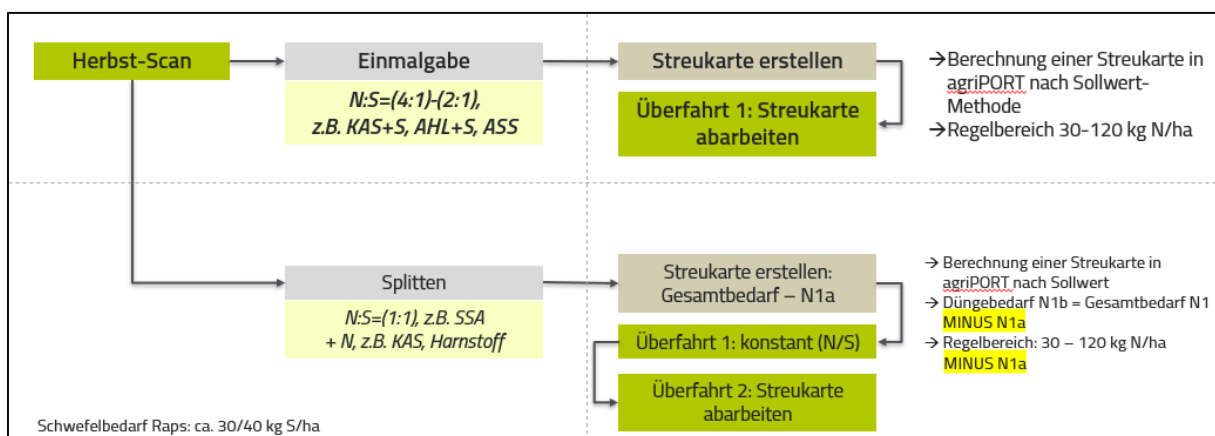 Herbst-Scan
Einmalgabe
N:S=(4:1)-(2:1),
z.B. KAS+S, AHL+S, ASS
Streukarte erstellen
Überfahrt 1: Streukarte
abarbeiten
→Berechnung einer Streukarte in
agriPORT nach Sollwert-
Methode
→Regelbereich 30-120 kg N/ha
Splitten
N:S=(1:1), z.B. SSA
+ N, z.B. KAS, Harnstoff
Streukarte erstellen:
Gesamtbedarf – N1a
Überfahrt 1: konstant (N/S)
Überfahrt 2: Streukarte
abarbeiten
→ Berechnung einer Streukarte in
agriPORT nach Sollwert
→ Düngebedarf N1b = Gesamtbedarf N1
MINUS N1a
→ Regelbereich: 30 – 120 kg N/ha
MINUS N1a
Schwefelbedarf Raps: ca. 30/40 kg S/ha